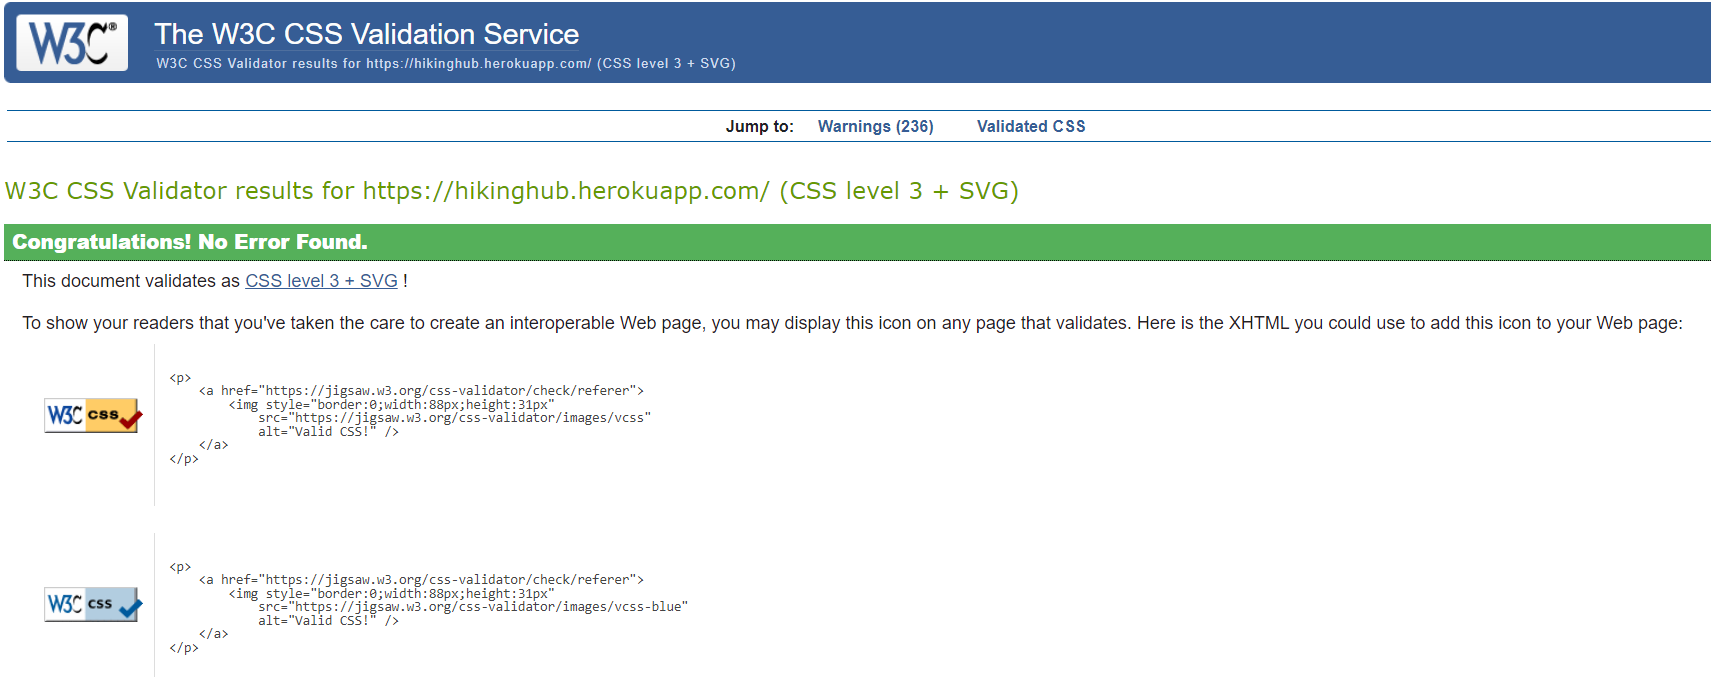 W3C®
The W3C CSS Validation Service
W3C CSS Validator results for https://hikinghub.herokuapp.com/ (CSS level 3 + SVG)
Jump to: Warnings (236) Validated CSS
W3C CSS Validator results for https://hikinghub.herokuapp.com/ (CSS level 3 + SVG)
Congratulations! No Error Found.
This document validates as CSS level 3 + SVG !
To show your readers that you've taken the care to create an interoperable Web page, you may display this icon on any page that validates. Here is the XHTML you could use to add this icon to your Web page:
W3C css
<p>
    <a href="https://jigsaw.w3.org/css-validator/check/referer">
        <img style="border:0;width:88px;height:31px"
            src="https://jigsaw.w3.org/css-validator/images/vcss"
            alt="Valid CSS!" />
    </a>
</p>
W3C css
<p>
    <a href="https://jigsaw.w3.org/css-validator/check/referer">
        <img style="border:0;width:88px;height:31px"
            src="https://jigsaw.w3.org/css-validator/images/vcss-blue"
            alt="Valid CSS!" />
    </a>
</p>